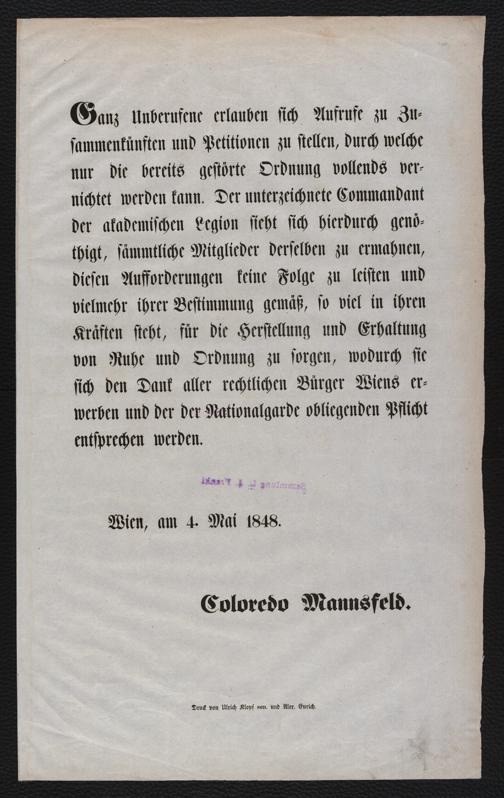 Ganz Unberufene erlauben sich Aufrufe zu Zu-
sammenkünften und Petitionen zu stellen, durch welche
nur die bereits gestörte Ordnung vollends ver-
nichtet werden kann. Der unterzeichnete Commandant
der akademischen Legion sieht sich hierdurch genö-
thigt, sämmtliche Mitglieder derselben zu ermahnen,
diesen Aufforderungen keine Folge zu leisten und
vielmehr ihrer Bestimmung gemäß, so viel in ihren
Kräften steht, für die Herstellung und Erhaltung
von Ruhe und Ordnung zu sorgen, wodurch sie
sich den Dank aller rechtlichen Bürger Wiens er-
werben und der der Nationalgarde obliegenden Pflicht
entsprechen werden.
Sammlung L. A. Frankl
Wien, am 4. Mai 1848.
Coloredo Mannsfeld.
Druck von Ulrich Klopf sen. und Alex. Eurich.